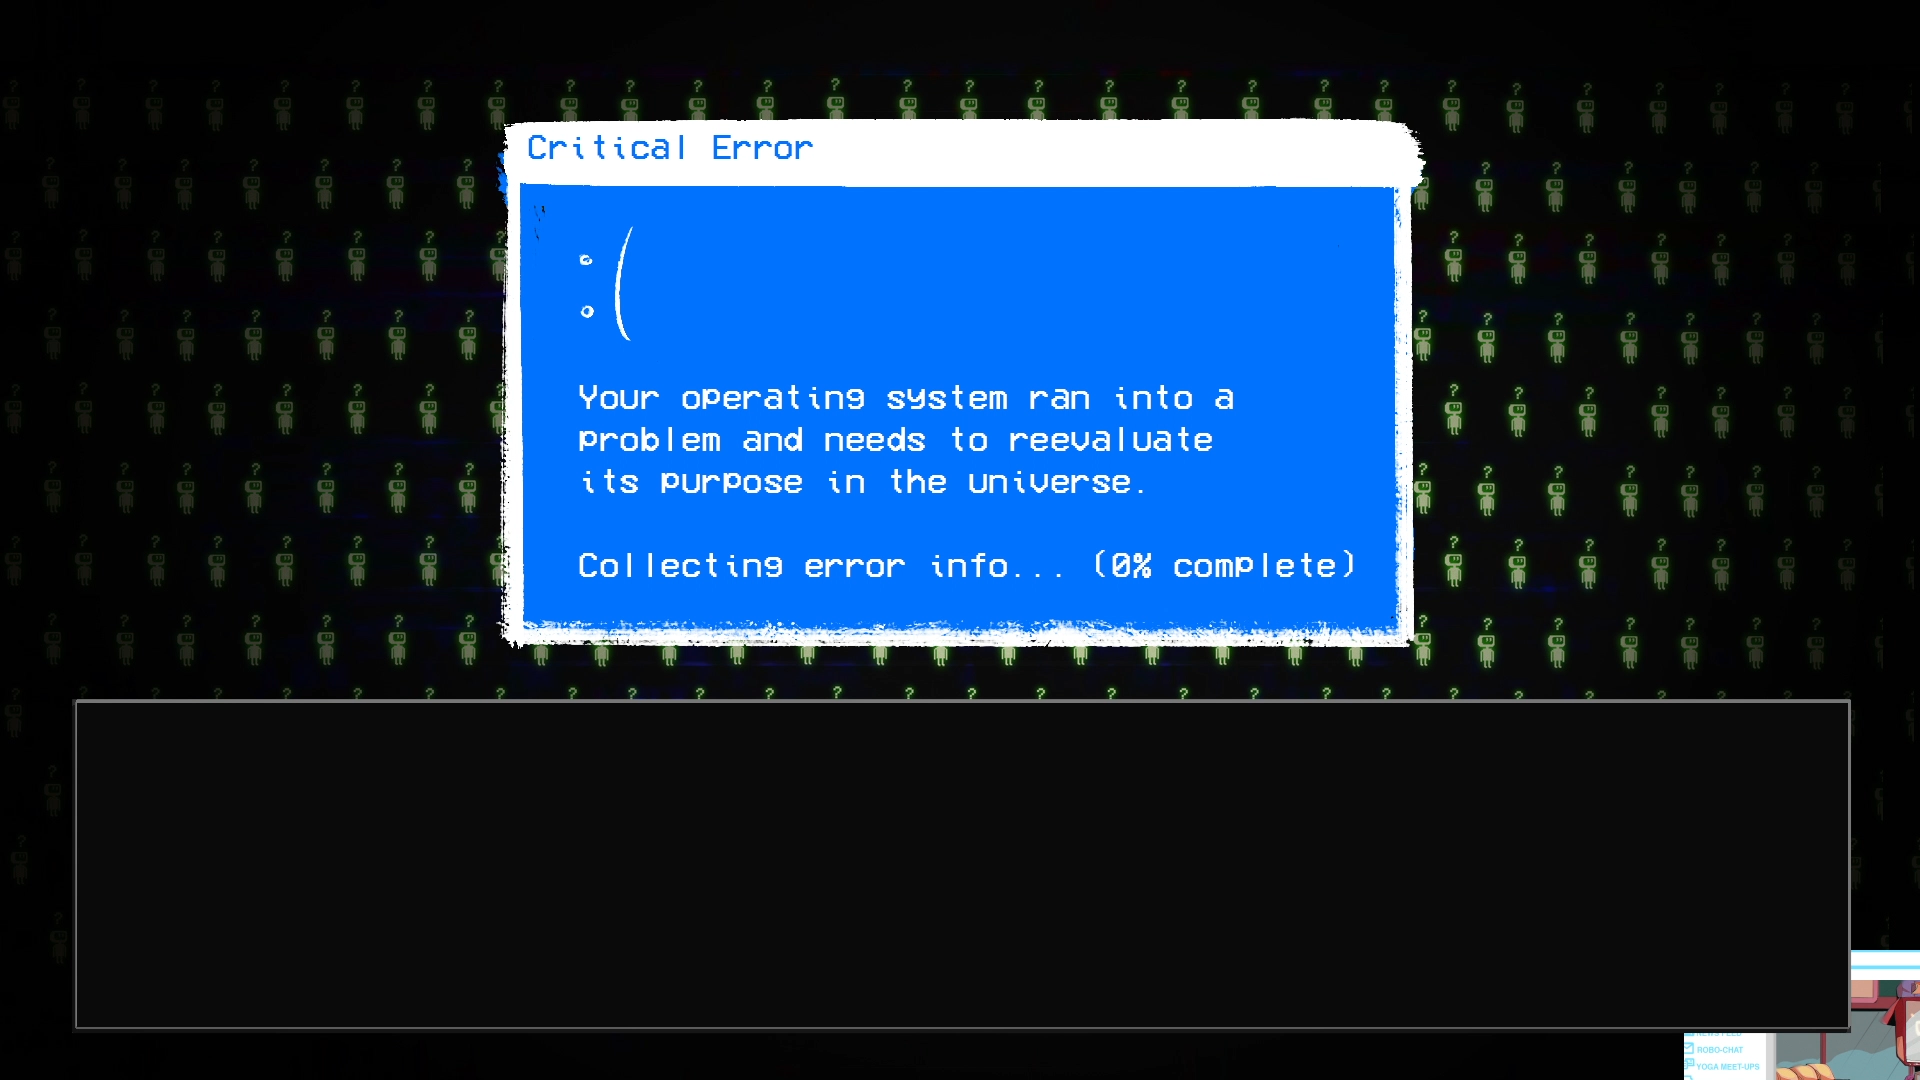 Critical Error
:(
Your operating system ran into a
problem and needs to reevaluate
its purpose in the universe.
Collecting error info... (0% complete)
ROBO-CHAT
YOGA MEET-UPS